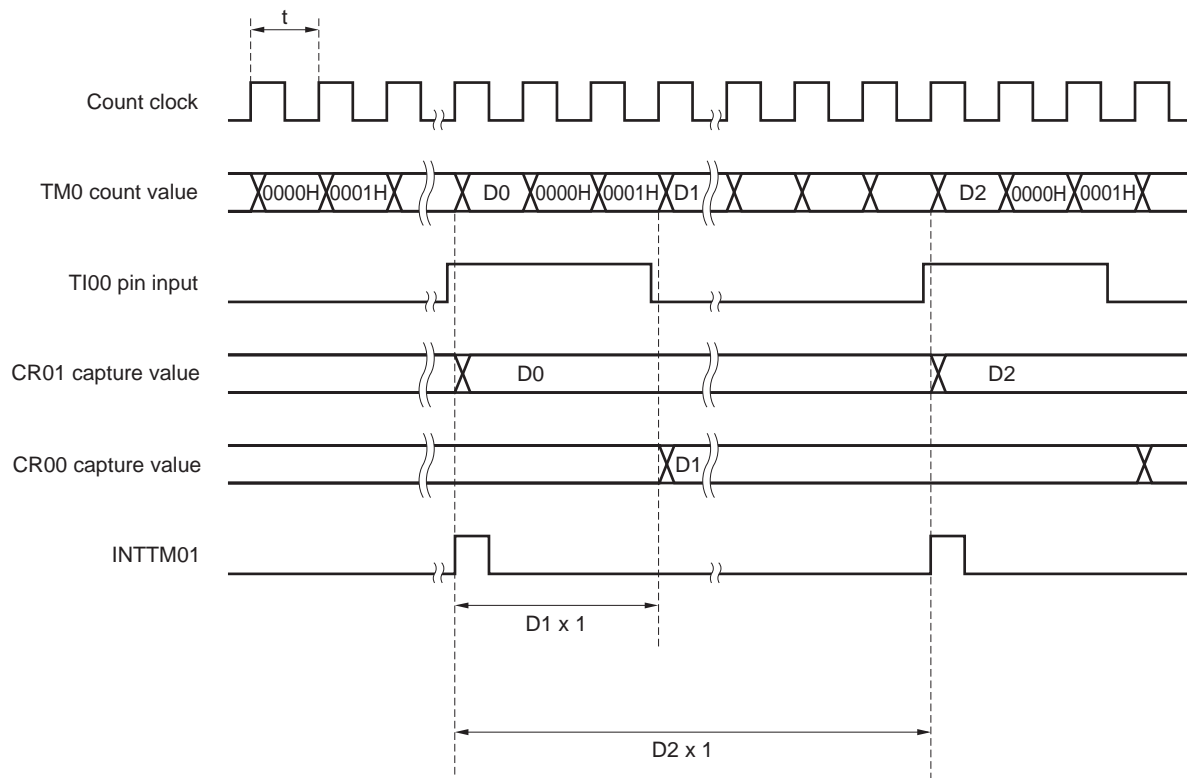 t
Count clock
TM0 count value 0000H 0001H D0 0000H 0001H D1 D2 0000H 0001H
TI00 pin input
CR01 capture value D0 D2
CR00 capture value D1
INTTM01
D1 x 1
D2 x 1